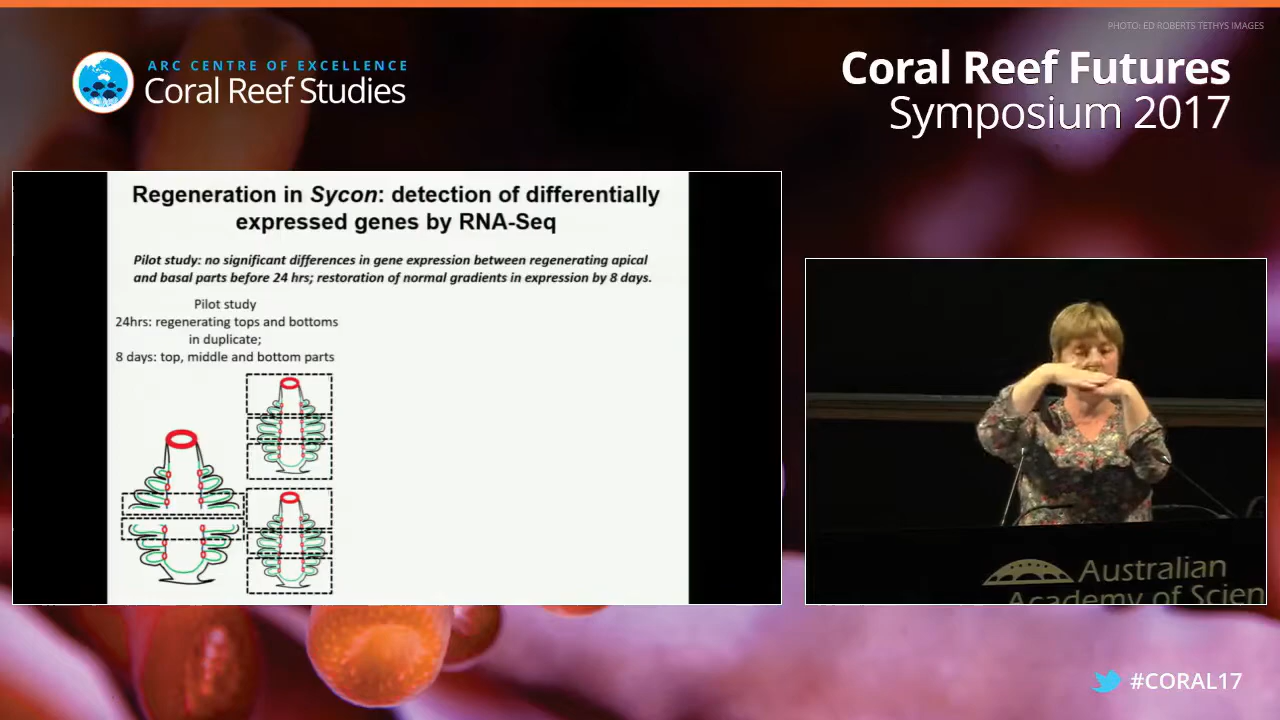 PHOTO: ED ROBERTS TETHYS IMAGES
ARC CENTRE OF EXCELLENCE
Coral Reef Studies
Coral Reef Futures
Symposium 2017
Regeneration in Sycon: detection of differentially
expressed genes by RNA-Seq
Pilot study: no significant differences in gene expression between regenerating apical
and basal parts before 24 hrs; restoration of normal gradients in expression by 8 days.
Pilot study
24hrs: regenerating tops and bottoms
in duplicate;
8 days: top, middle and bottom parts
Australian
Academy of Scien
#CORAL17